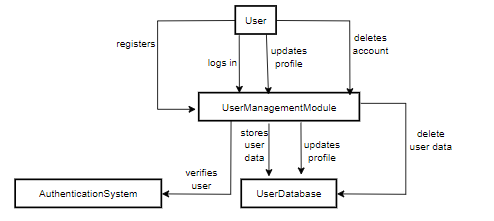 User
registers
logs in
updates
profile
deletes
account
UserManagementModule
stores
user
data
updates
profile
delete
user data
verifies
user
AuthenticationSystem
UserDatabase